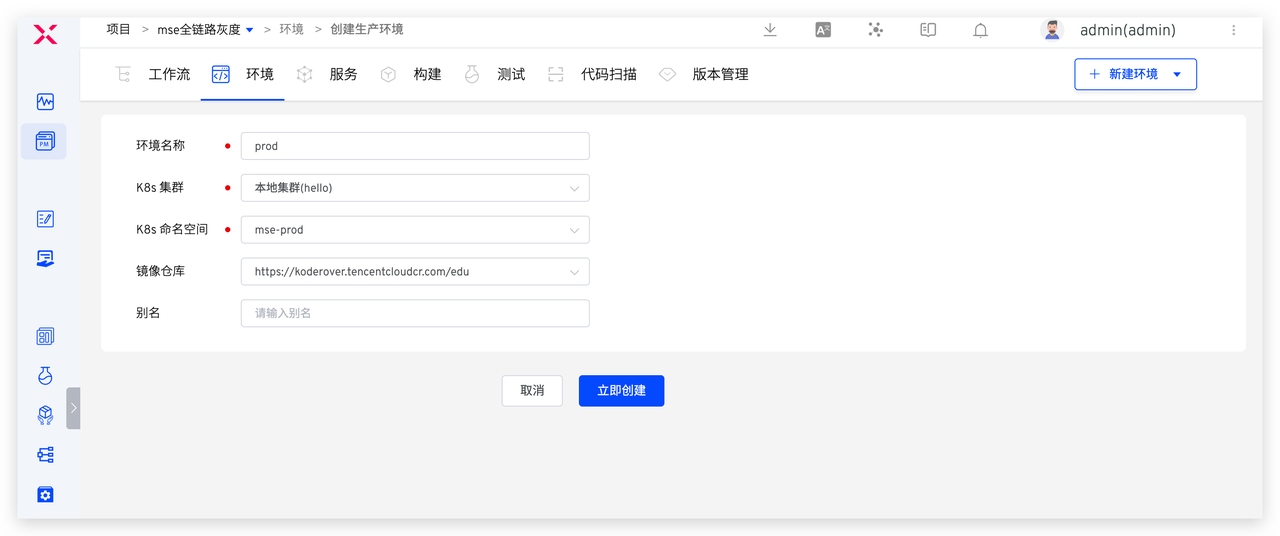 项目 > mse全链路灰度 > 环境 > 创建生产环境
admin(admin)
工作流 环境 服务 构建 测试 代码扫描 版本管理
新建环境
环境名称 prod
K8s 集群 本地集群(hello)
K8s 命名空间 mse-prod
镜像仓库 https://koderover.tencentcloudcr.com/edu
别名 请输入别名
取消 立即创建
PM